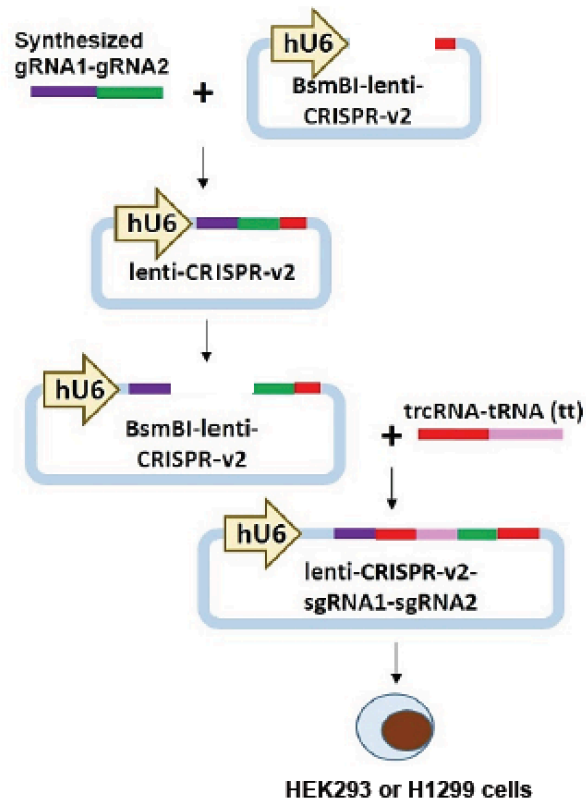 Synthesized
gRNA1-gRNA2
+
hU6
BsmBI-lenti-
CRISPR-v2
hU6
lenti-CRISPR-v2
hU6
BsmBI-lenti-
CRISPR-v2
+
trcRNA-tRNA (tt)
hU6
lenti-CRISPR-v2-
sgRNA1-sgRNA2
HEK293 or H1299 cells